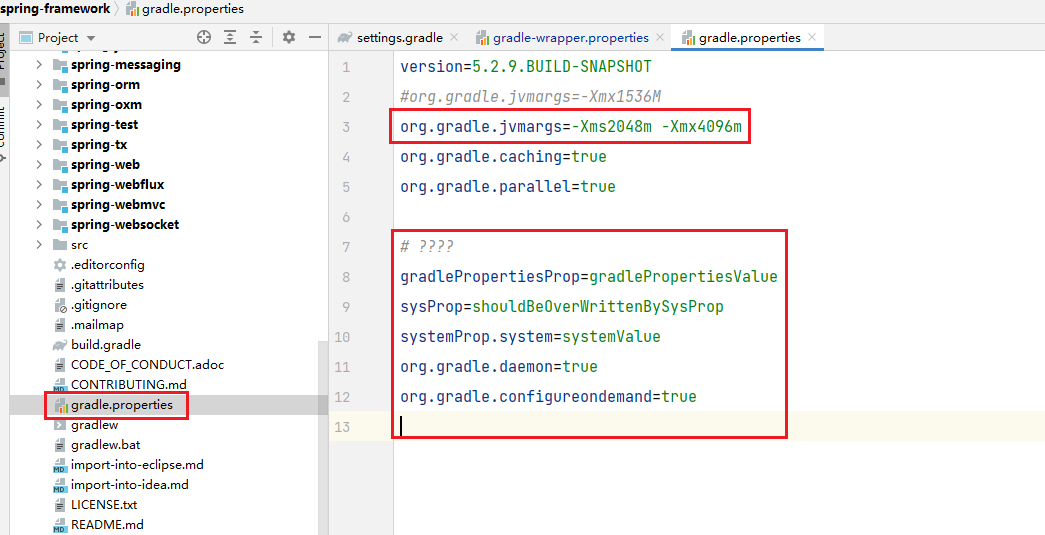 spring-framework
gradle.properties
Project
Project
settings.gradle
gradle-wrapper.properties
gradle.properties
spring-messaging
spring-orm
spring-oxm
spring-test
spring-tx
spring-web
spring-webflux
spring-webmvc
spring-websocket
src
.editorconfig
.gitattributes
.gitignore
.mailmap
build.gradle
CODE_OF_CONDUCT.adoc
CONTRIBUTING.md
gradle.properties
gradlew
gradlew.bat
import-into-eclipse.md
import-into-idea.md
LICENSE.txt
README.md
1 version=5.2.9.BUILD-SNAPSHOT
2 #org.gradle.jvmargs=-Xmx1536M
3 org.gradle.jvmargs=-Xms2048m -Xmx4096m
4 org.gradle.caching=true
5 org.gradle.parallel=true
6
7 # ????
8 gradlePropertiesProp=gradlePropertiesValue
9 sysProp=shouldBeOverWrittenBySysProp
10 systemProp.system=systemValue
11 org.gradle.daemon=true
12 org.gradle.configureondemand=true
13